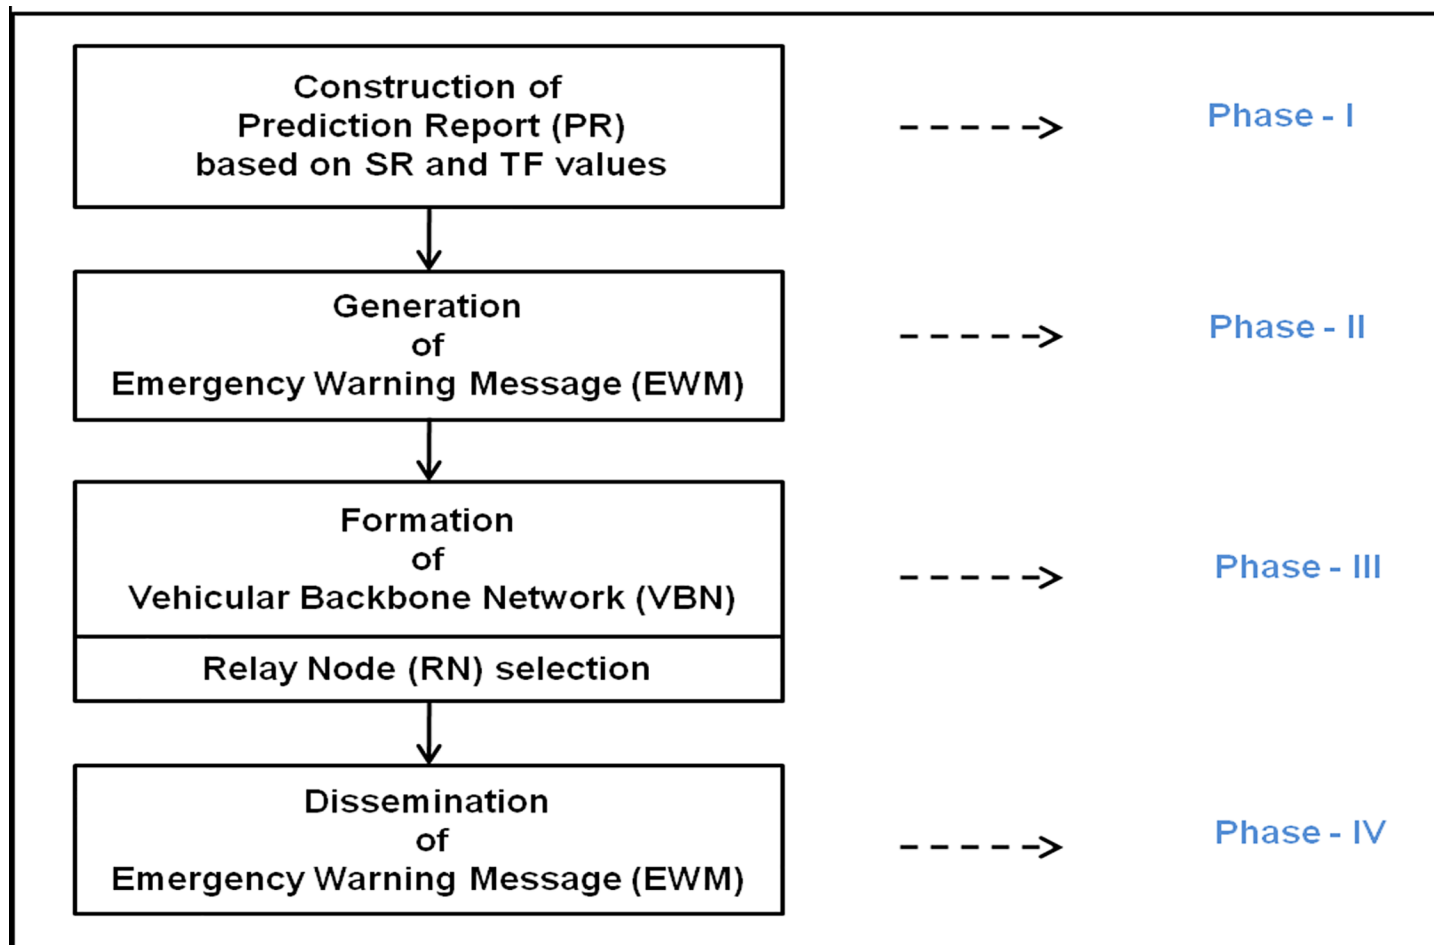 Construction of
Prediction Report (PR)
based on SR and TF values
Phase - I
Generation
of
Emergency Warning Message (EWM)
Phase - II
Formation
of
Vehicular Backbone Network (VBN)
Relay Node (RN) selection
Phase - III
Dissemination
of
Emergency Warning Message (EWM)
Phase - IV